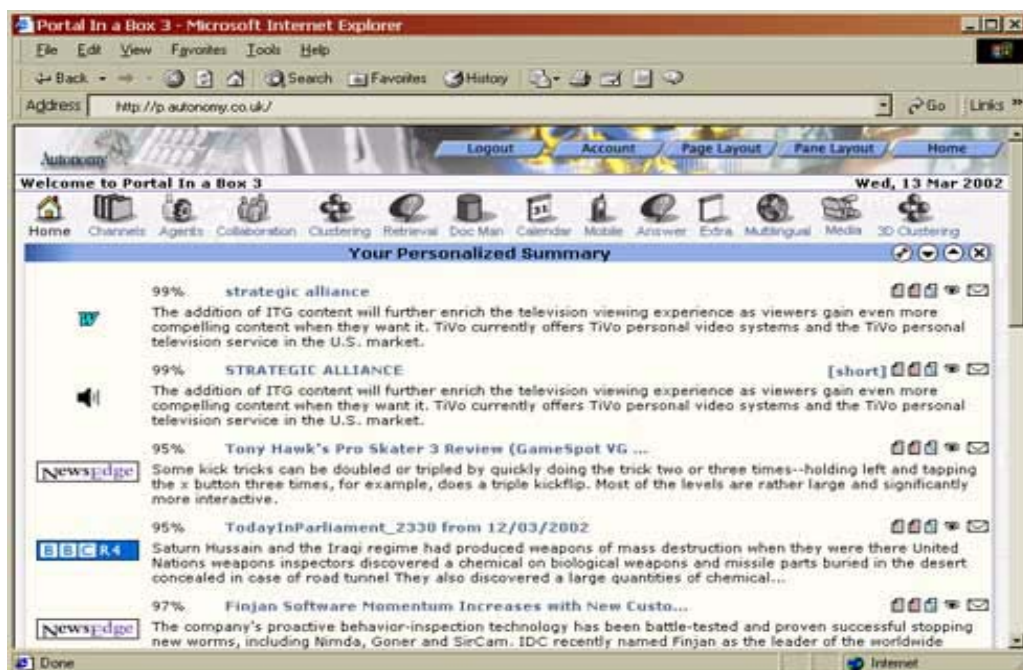 Portal In a Box 3 - Microsoft Internet Explorer
File Edit View Favorites Tools Help
Back Search Favorites History
Address http://p.autonomy.co.uk/ Go Links »
Autonomy Logout Account Page Layout Pane Layout Home
Welcome to Portal In a Box 3 Wed, 13 Mar 2002
31
Home Channels Agents Collaboration Clustering Retrieval Doc Man Calendar Mobile Answer Extra Multilingual Media 3D Clustering
Your Personalized Summary
99% strategic alliance
W The addition of ITG content will further enrich the television viewing experience as viewers gain even more
compelling content when they want it. TiVo currently offers TiVo personal video systems and the TiVo personal
television service in the U.S. market.
99% STRATEGIC ALLIANCE [short]
The addition of ITG content will further enrich the television viewing experience as viewers gain even more
compelling content when they want it. TiVo currently offers TiVo personal video systems and the TiVo personal
television service in the U.S. market.
95% Tony Hawk's Pro Skater 3 Review (GameSpot VG ...
NewsEdge Some kick tricks can be doubled or tripled by quickly doing the trick two or three times--holding left and tapping
the x button three times, for example, does a triple kickflip. Most of the levels are rather large and significantly
more interactive.
95% TodayInParliament_2330 from 12/03/2002
BBC R4 Saturn Hussain and the Iraqi regime had produced weapons of mass destruction when they were there United
Nations weapons inspectors discovered a chemical on biological weapons and missile parts buried in the desert
concealed in case of road tunnel They also discovered a large quantities of chemical...
97% Finjan Software Momentum Increases with New Custo...
NewsEdge The company's proactive behavior-inspection technology has been battle-tested and proven successful stopping
new worms, including Nimda, Goner and SirCam. IDC recently named Finjan as the leader of the worldwide
Done Internet